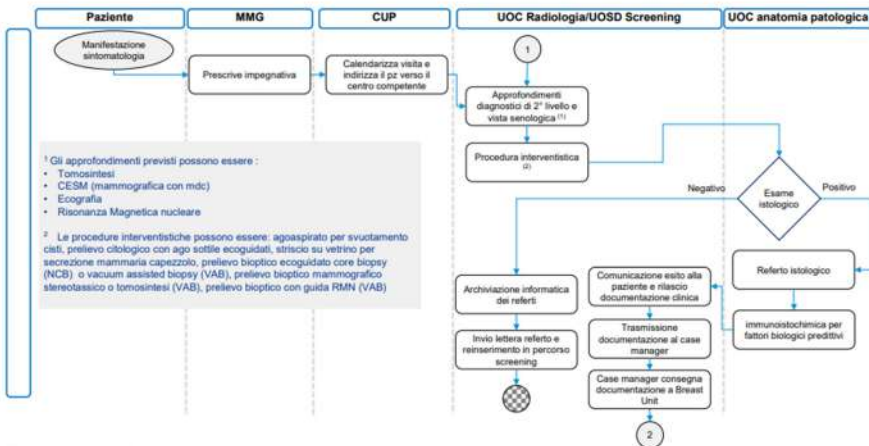 Paziente
MMG
CUP
UOC Radiologia/UOSD Screening
UOC anatomia patologica
Manifestazione
sintomatologia
Prescrive impegnativa
Calendarizza visita e
indirizza il pz verso il
centro competente
1
Approfondimenti
diagnostici di 2° livello e
vista senologica (1)
Procedura interventistica
(2)
Negativo
Esame
istologico
Positivo
1 Gli approfondimenti previsti possono essere :
• Tomosintesi
• CESM (mammografica con mdc)
• Ecografia
• Risonanza Magnetica nucleare
2 Le procedure interventistiche possono essere: agoaspirato per svuotamento
cisti, prelievo citologico con ago sottile ecoguidati, striscio su vetrino per
secrezione mammaria capezzolo, prelievo bioptico ecoguidato core biopsy
(NCB) o vacuum assisted biopsy (VAB), prelievo bioptico mammografico
stereotassico o tomosintesi (VAB), prelievo bioptico con guida RMN (VAB)
Archiviazione informatica
dei referti
Invio lettera referto e
reinserimento in percorso
screening
Comunicazione esito alla
paziente e rilascio
documentazione clinica
Trasmissione
documentazione al case
manager
Case manager consegna
documentazione a Breast
Unit
2
Referto istologico
immunoistochimica per
fattori biologici predittivi